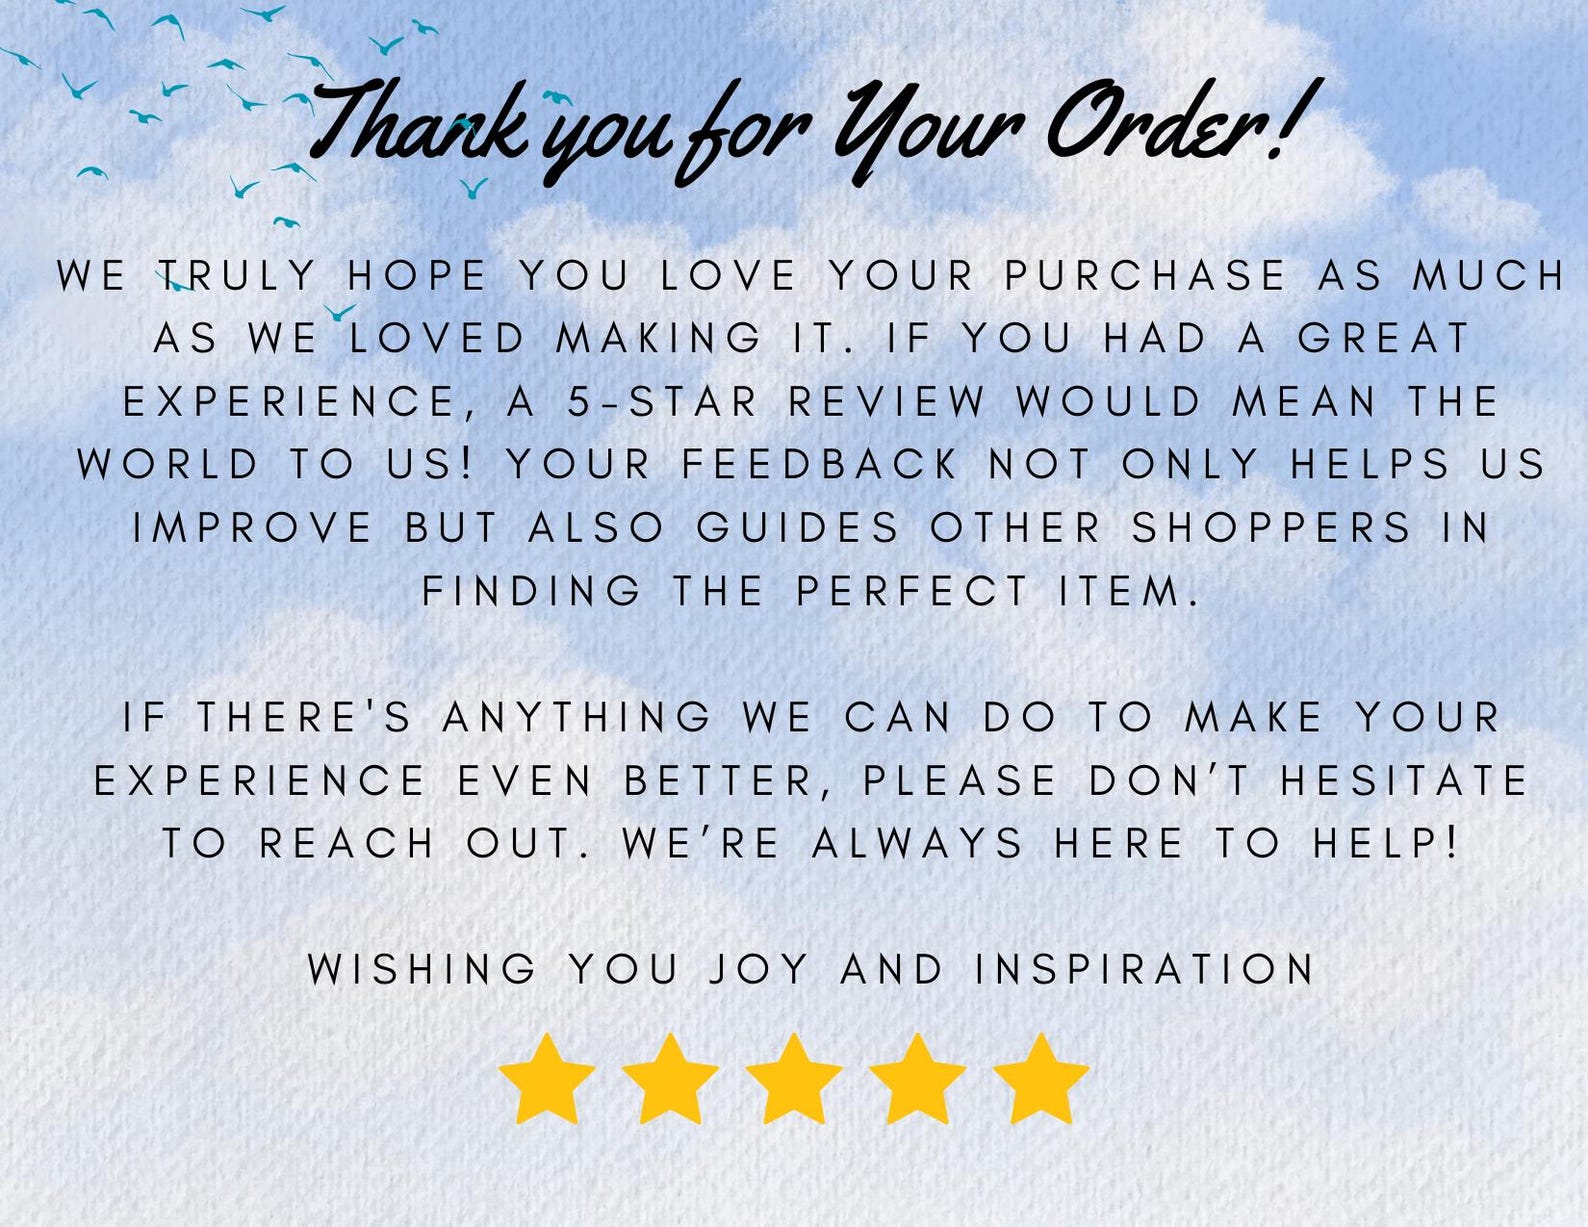 Thank you for Your Order!
WE TRULY HOPE YOU LOVE YOUR PURCHASE AS MUCH
AS WE LOVED MAKING IT. IF YOU HAD A GREAT
EXPERIENCE, A 5-STAR REVIEW WOULD MEAN THE
WORLD TO US! YOUR FEEDBACK NOT ONLY HELPS US
IMPROVE BUT ALSO GUIDES OTHER SHOPPERS IN
FINDING THE PERFECT ITEM.
IF THERE'S ANYTHING WE CAN DO TO MAKE YOUR
EXPERIENCE EVEN BETTER, PLEASE DON’T HESITATE
TO REACH OUT. WE’RE ALWAYS HERE TO HELP!
WISHING YOU JOY AND INSPIRATION